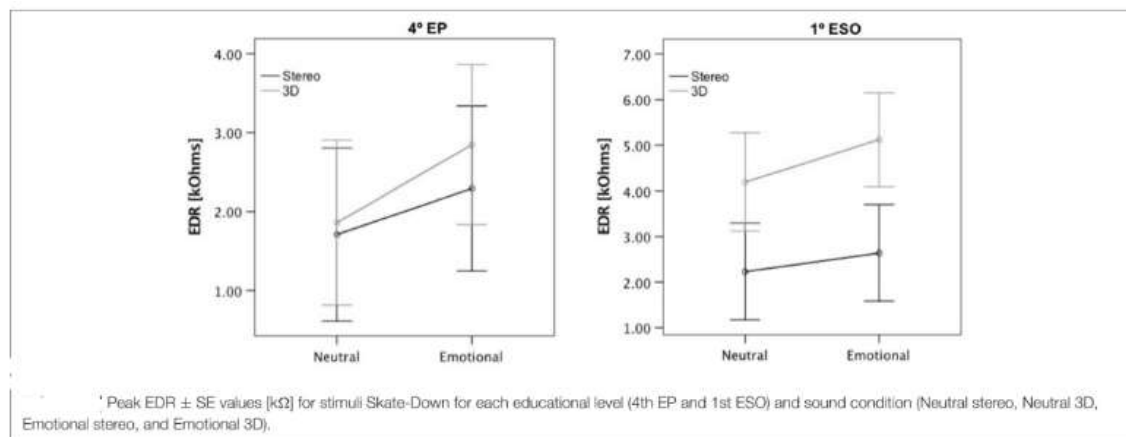 4º EP
4.00
Stereo
3D
3.00
2.00
1.00
EDR [kOhms]
Neutral
Emotional
1º ESO
7.00
Stereo
3D
6.00
5.00
4.00
3.00
2.00
1.00
EDR [kOhms]
Neutral
Emotional
Peak EDR ± SE values [kΩ] for stimuli Skate-Down for each educational level (4th EP and 1st ESO) and sound condition (Neutral stereo, Neutral 3D,
Emotional stereo, and Emotional 3D).